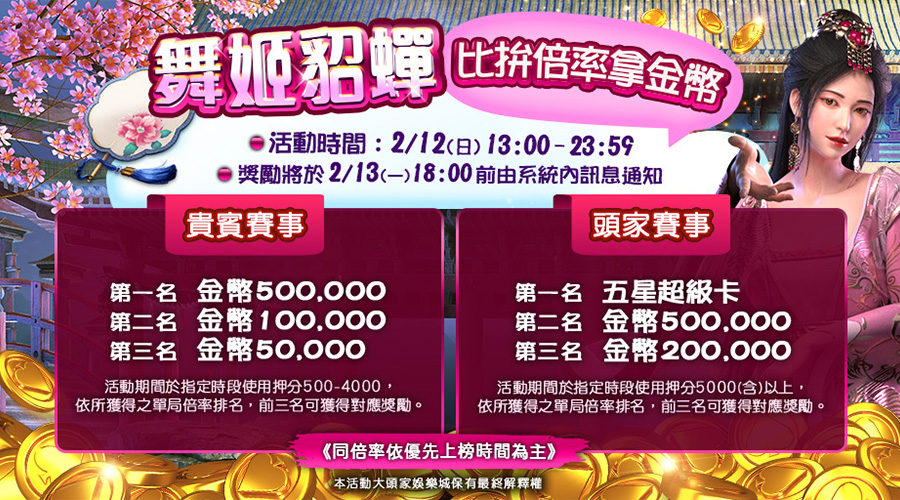 舞姬貂蟬
比拚倍率拿金幣
活動時間：2/12(日) 13:00-23:59
獎勵將於2/13(一)18:00前由系統內訊息通知
貴賓賽事
第一名 金幣500,000
第二名 金幣100,000
第三名 金幣50,000
活動期間於指定時段使用押分500-4000，
依所獲得之單局倍率排名，前三名可獲得對應獎勵。
頭家賽事
第一名 五星超級卡
第二名 金幣500,000
第三名 金幣200,000
活動期間於指定時段使用押分5000(含)以上，
依所獲得之單局倍率排名，前三名可獲得對應獎勵。
《同倍率依優先上榜時間為主》
本活動大頭家娛樂城保有最終解釋權